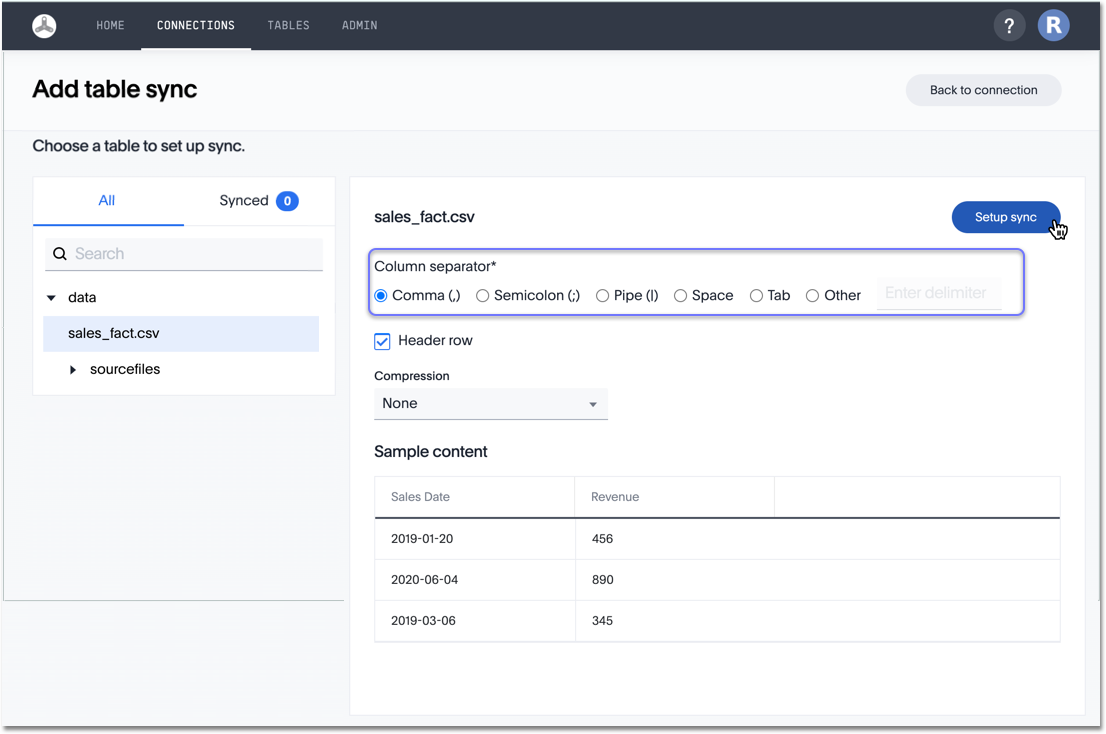 HOME CONNECTIONS TABLES ADMIN ? R
Add table sync
Back to connection
Choose a table to set up sync.
All Synced 0
Search
data
sales_fact.csv
sourcefiles
sales_fact.csv
Setup sync
Column separator*
Comma (,) Semicolon (;) Pipe (|) Space Tab Other Enter delimiter
Header row
Compression
None
Sample content
Sales Date Revenue
2019-01-20 456
2020-06-04 890
2019-03-06 345